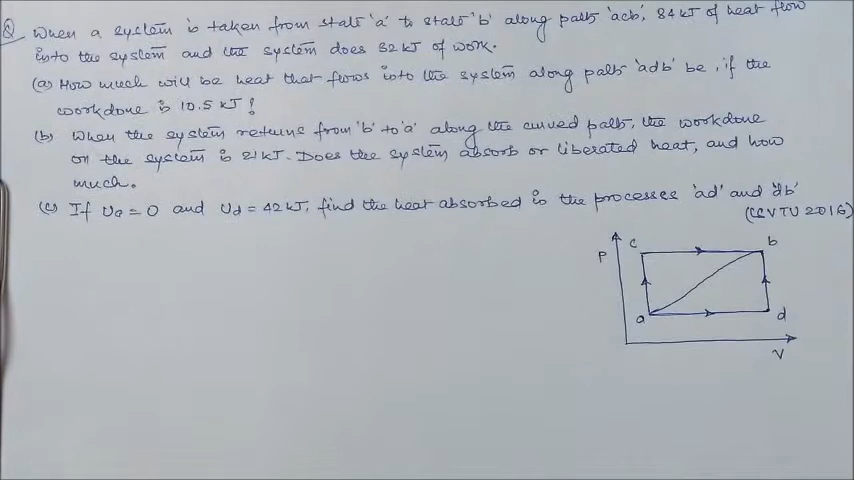 Q When a system is taken from state 'a' to state 'b' along path 'acb', 84 kJ of heat flow
into the system and the system does 32 kJ of work.
(a) How much will be heat that flows into the system along path 'adb' be, if the
workdone is 10.5 kJ!
(b) When the system returns from 'b' to 'a' along the curved path, the workdone
on the system is 21 kJ. Does the system absorb or liberated heat, and how
much.
(c) If Ua = 0 and Ud = 42 kJ, find the heat absorbed in the processes 'ad' and 'db'
(CSVTU 2016)
P c b
a d
V